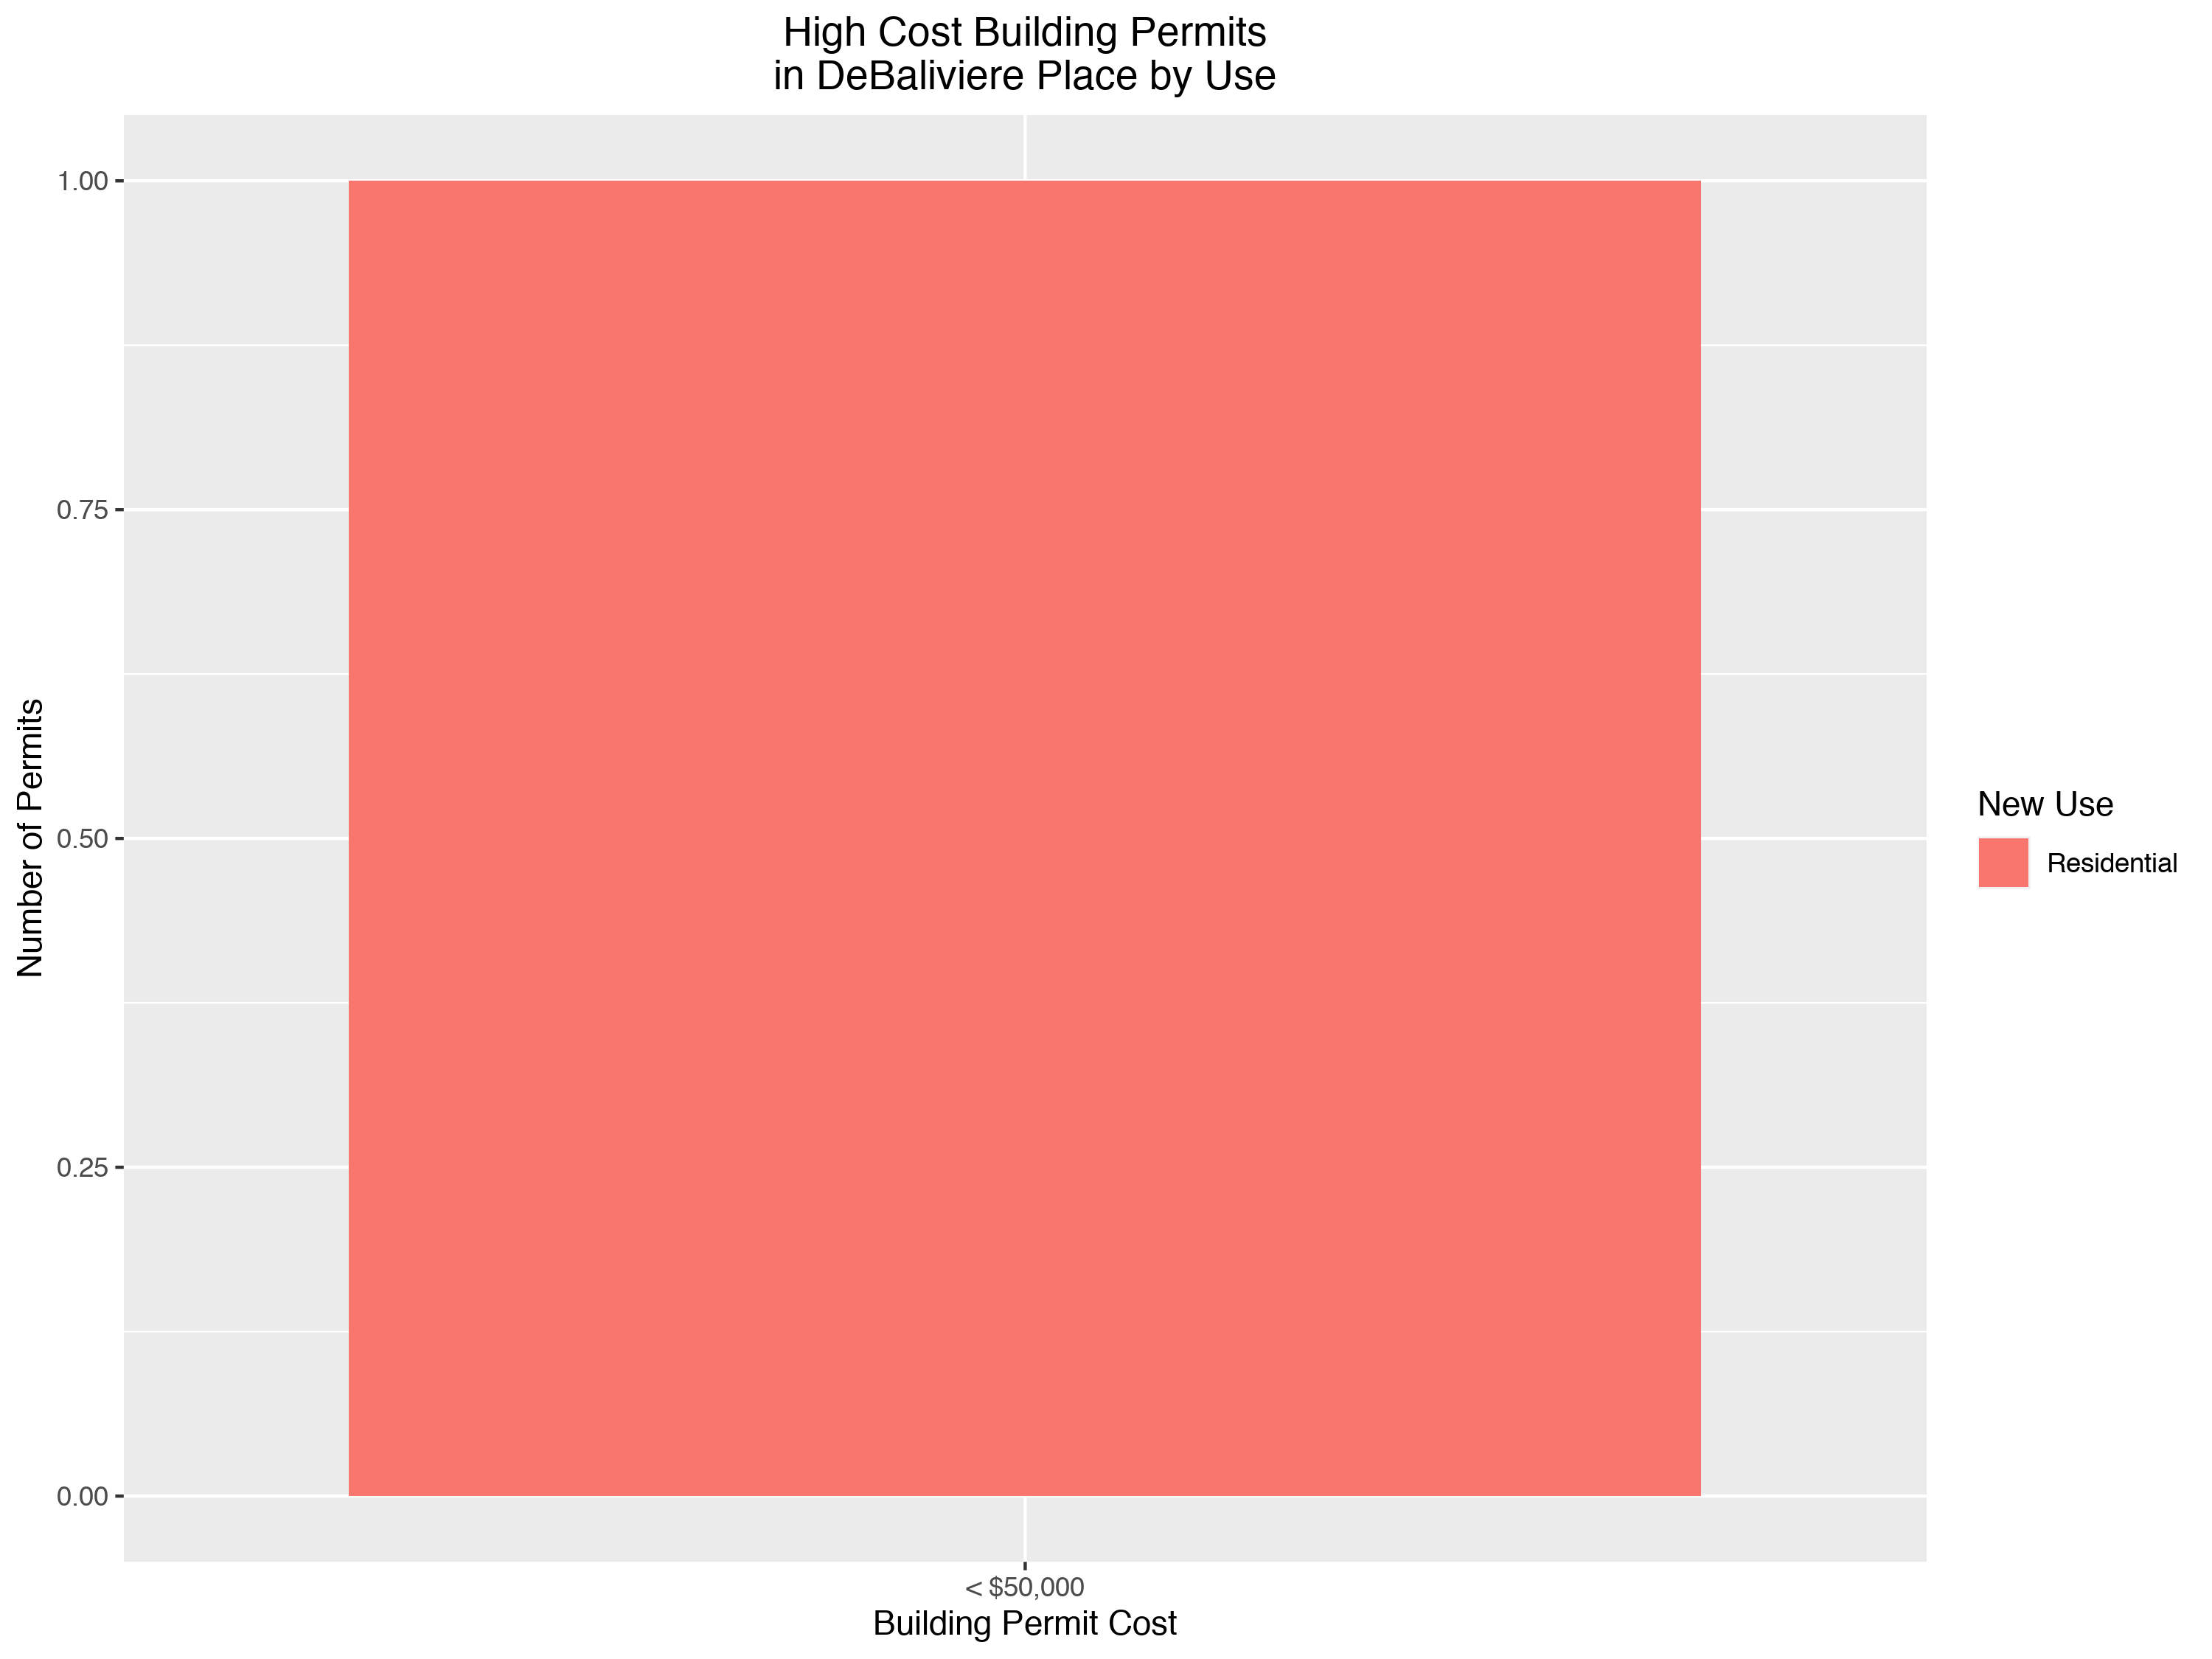 High Cost Building Permits
in DeBaliviere Place by Use
Number of Permits
1.00
0.75
0.50
0.25
0.00
< $50,000
Building Permit Cost
New Use
Residential